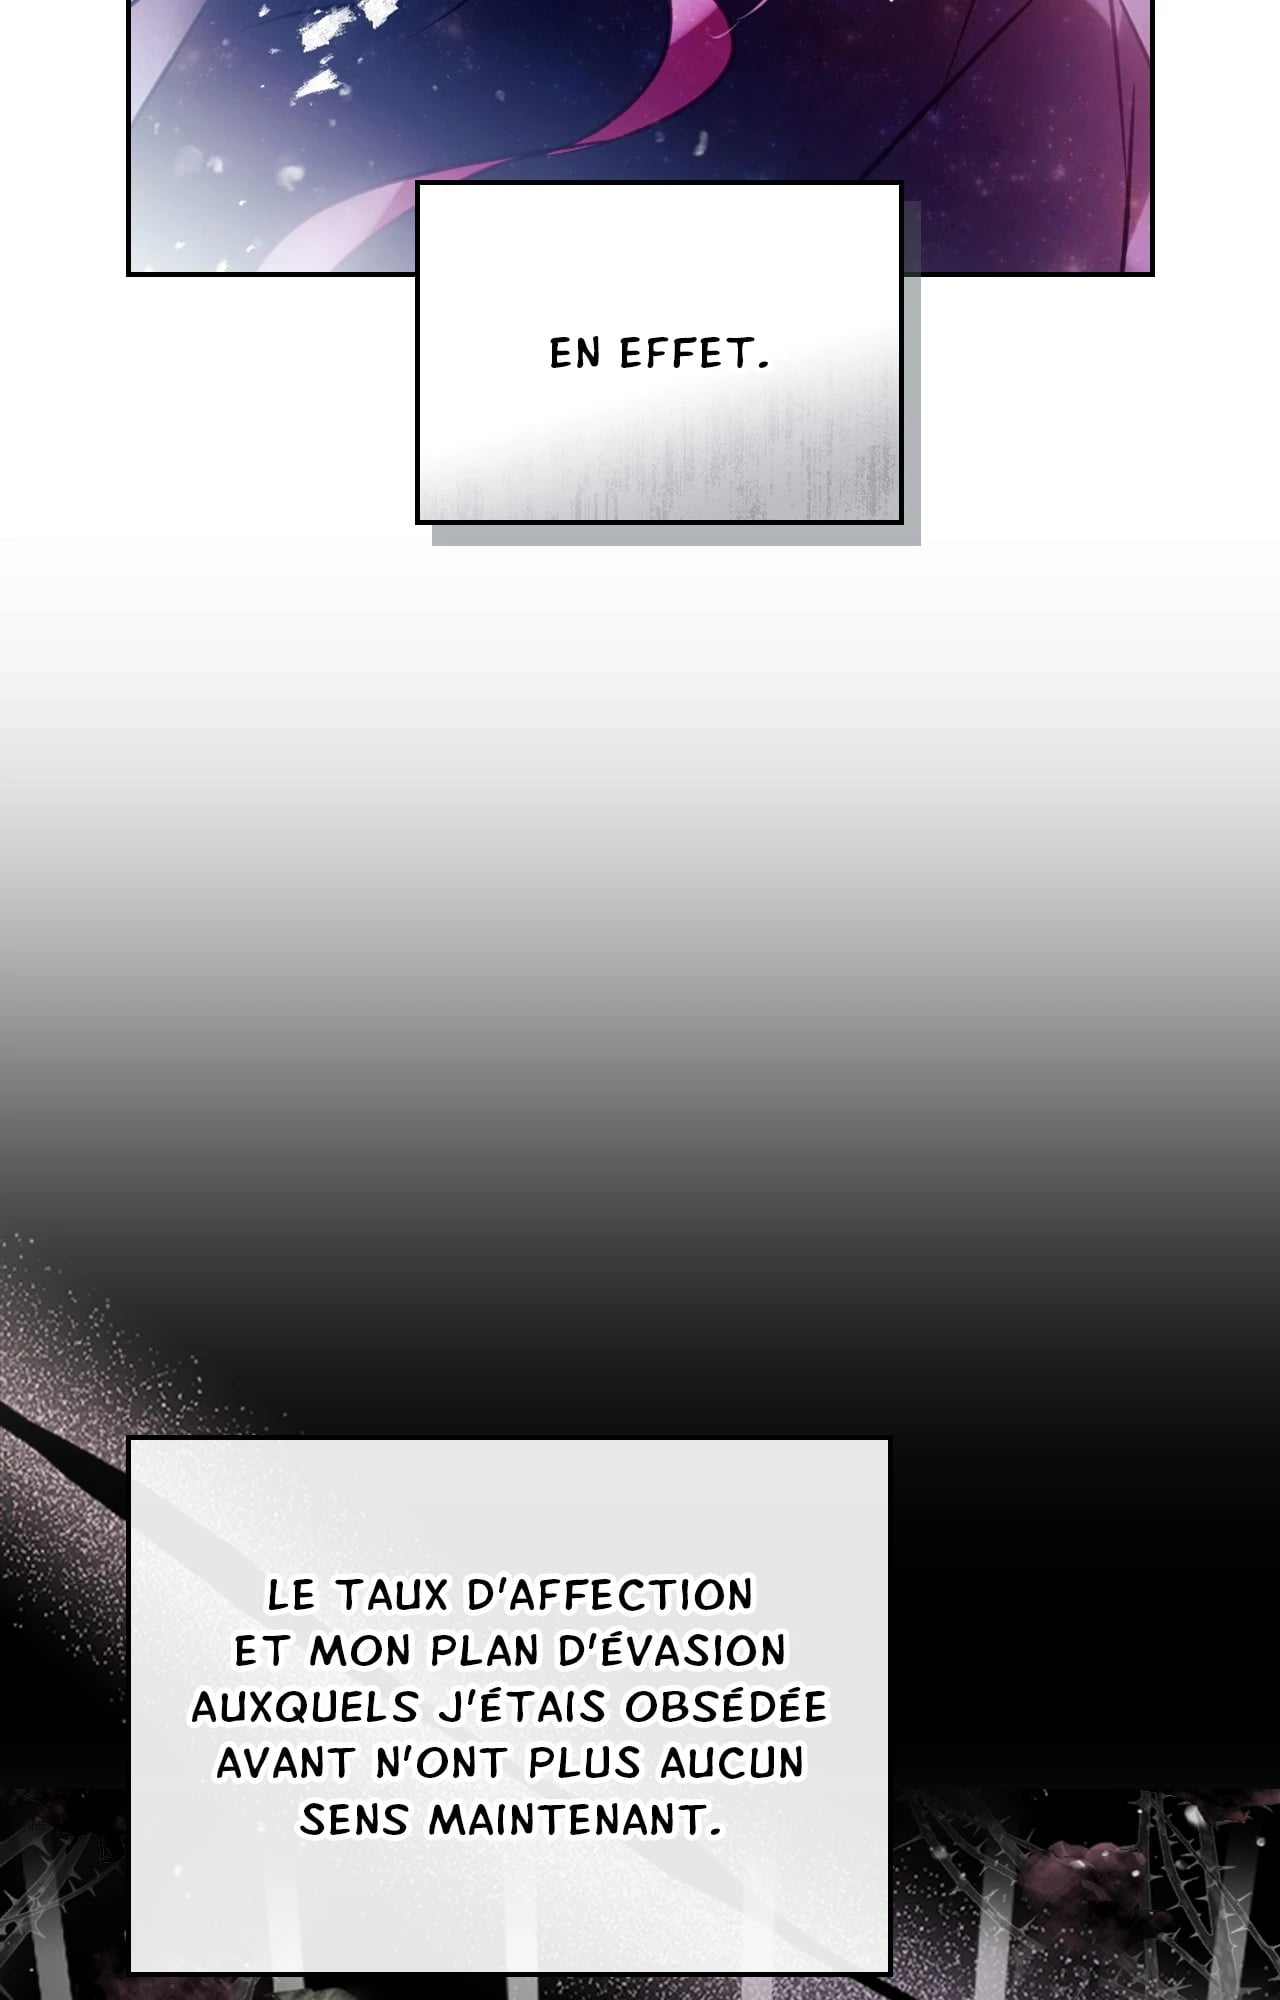 EN EFFET.
LE TAUX D'AFFECTION
ET MON PLAN D'ÉVASION
AUXQUELS J'ÉTAIS OBSÉDÉE
AVANT N'ONT PLUS AUCUN
SENS MAINTENANT.